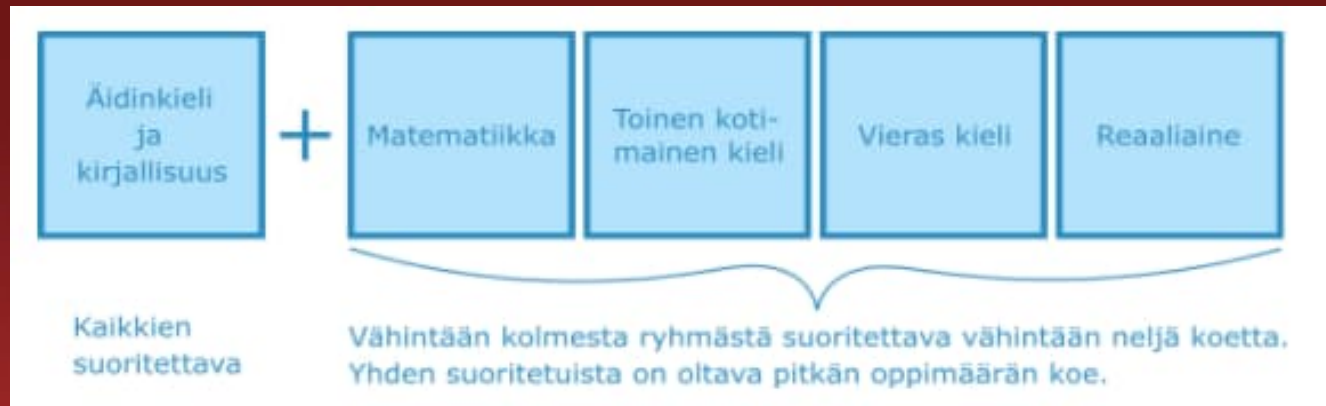 Äidinkieli
ja
kirjallisuus
+
Matematiikka
Toinen koti-
mainen kieli
Vieras kieli
Reaaliaine
Kaikkien
suoritettava
Vähintään kolmesta ryhmästä suoritettava vähintään neljä koetta.
Yhden suoritetuista on oltava pitkän oppimäärän koe.